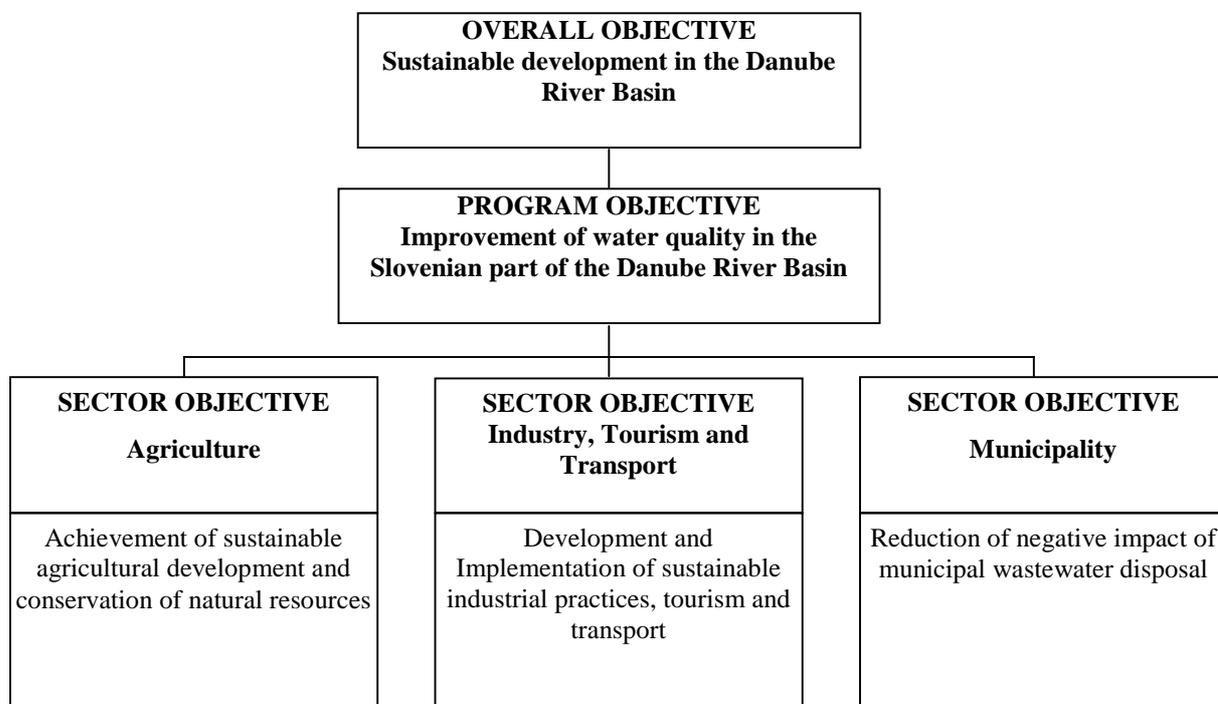 OVERALL OBJECTIVE
Sustainable development in the Danube
River Basin
PROGRAM OBJECTIVE
Improvement of water quality in the
Slovenian part of the Danube River Basin
SECTOR OBJECTIVE
Agriculture
Achievement of sustainable
agricultural development and
conservation of natural resources
SECTOR OBJECTIVE
Industry, Tourism and
Transport
Development and
Implementation of sustainable
industrial practices, tourism and
transport
SECTOR OBJECTIVE
Municipality
Reduction of negative impact of
municipal wastewater disposal